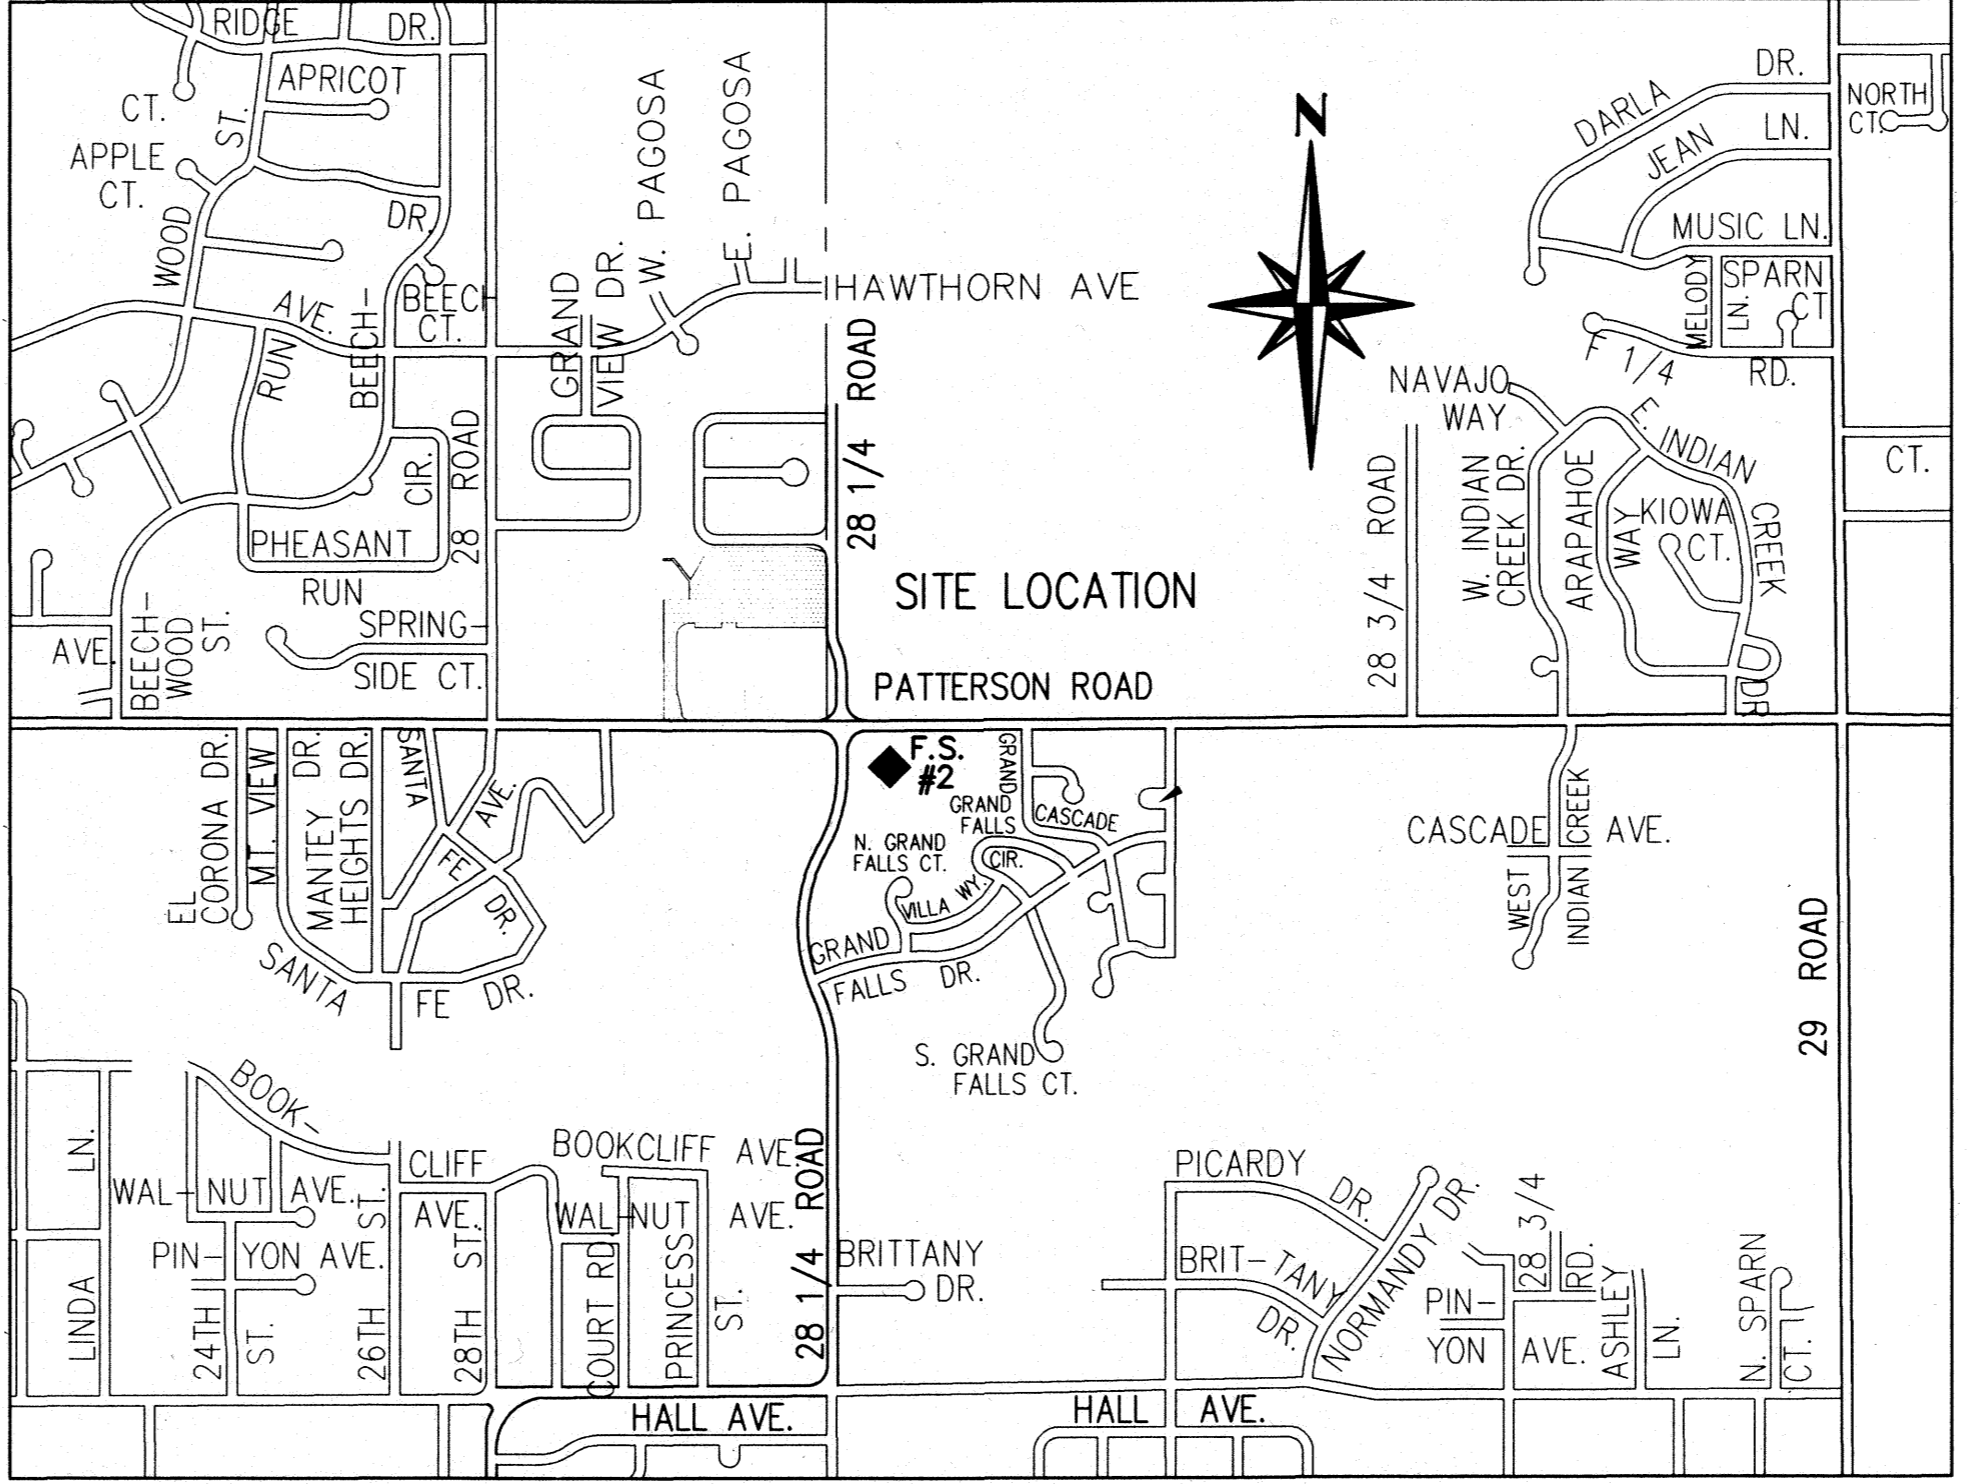 RIDGE DR.
APRICOT
CT.
ST.
APPLE
CT.
WOOD
DR.
AVE.
BEECH-
BEECH
CT.
RUN
CIR.
28 ROAD
PHEASANT
RUN
SPRING-
SIDE CT.
AVE.
BEECH-
WOOD
ST.
GRAND
VIEW DR.
W. PAGOSA
E. PAGOSA
HAWTHORN AVE
28 1/4 ROAD
N
SITE LOCATION
PATTERSON ROAD
DARLA DR.
JEAN LN.
MUSIC LN.
NORTH
CT.
MELODY
LN.
SPARN
CT
F 1/4 RD.
NAVAJO
WAY
E. INDIAN CREEK DR
28 3/4 ROAD
W. INDIAN
CREEK DR.
ARAPAHOE
WAY
KIOWA
CT.
CT.
EL
CORONA DR.
MT. VIEW
MANTEY
HEIGHTS DR.
DR.
SANTA
FE
DR.
AVE.
SANTA FE DR.
F.S.
#2
GRAND
GRAND
FALLS
CIR.
CASCADE
N. GRAND
FALLS CT.
VILLA WY.
GRAND
FALLS DR.
S. GRAND
FALLS CT.
CASCADE AVE.
WEST
INDIAN CREEK
29 ROAD
BOOK-
CLIFF
AVE.
BOOKCLIFF AVE.
LINDA LN.
WAL-NUT AVE.
PIN-YON AVE.
24TH
ST.
26TH ST.
28TH ST.
WAL-NUT AVE.
COURT RD.
PRINCESS
ST.
28 1/4 ROAD
BRITTANY
DR.
PICARDY DR.
BRIT-TANY
DR.
NORMANDY DR.
28 3/4
RD.
PIN-
YON AVE.
ASHLEY
LN.
N. SPARN
CT.
HALL AVE.
HALL AVE.